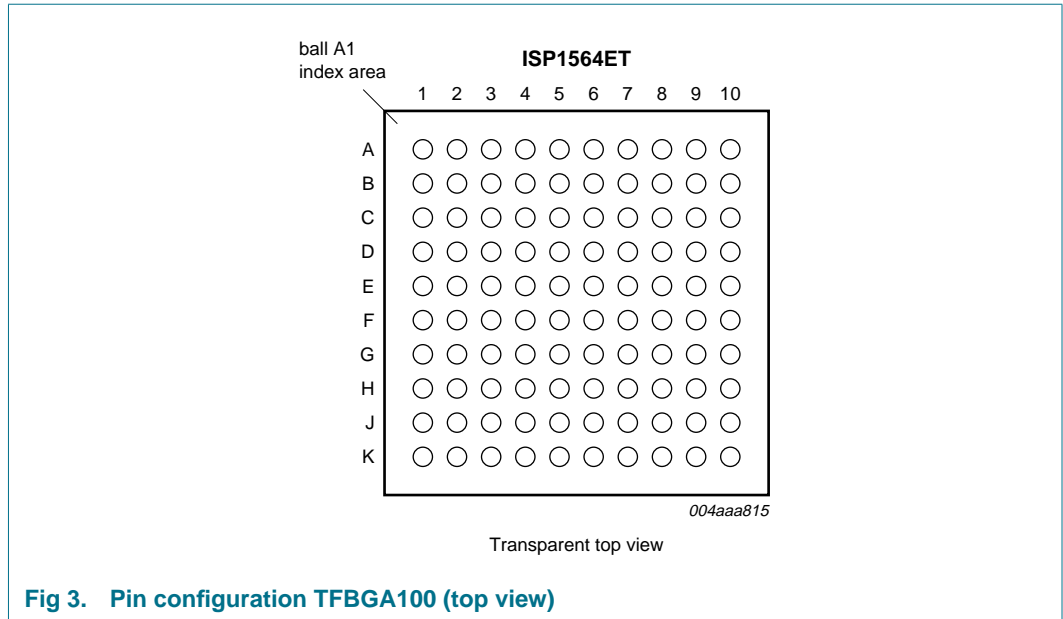 ball A1
index area
ISP1564ET
1 2 3 4 5 6 7 8 9 10
A
B
C
D
E
F
G
H
J
K
004aaa815
Transparent top view
Fig 3. Pin configuration TFBGA100 (top view)